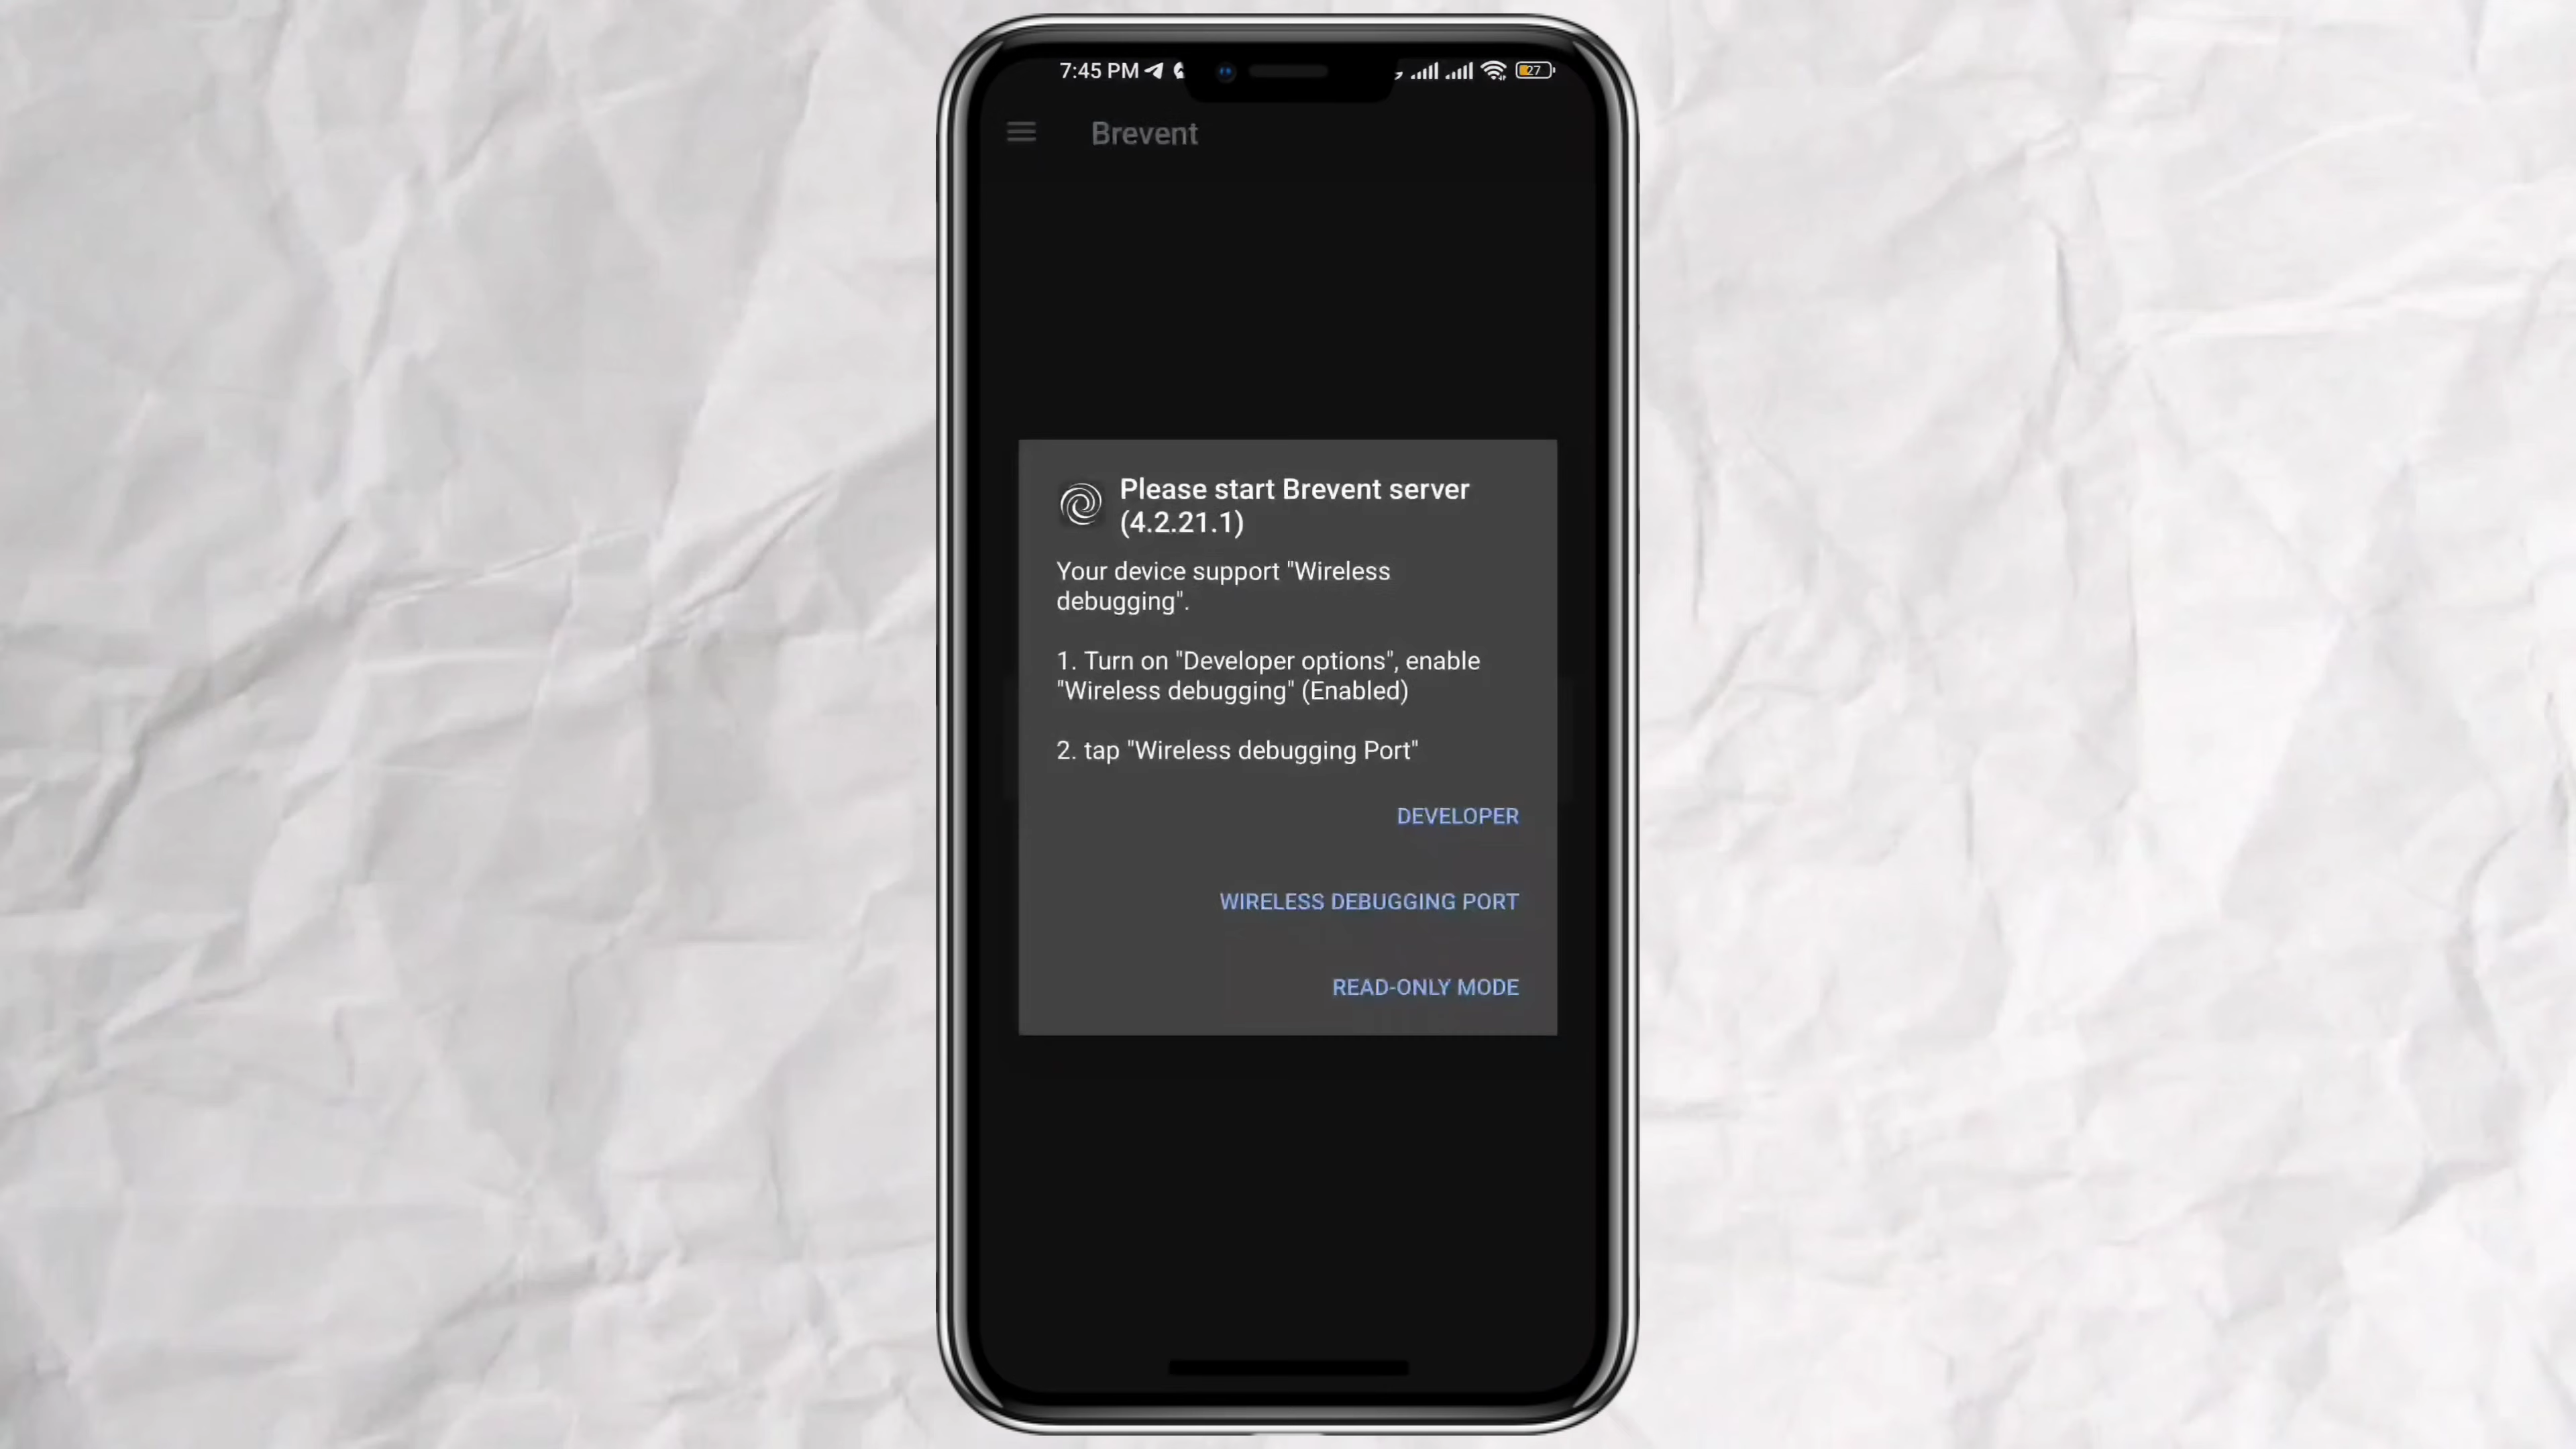 7:45 PM
27
Brevent
Please start Brevent server
(4.2.21.1)
Your device support "Wireless
debugging".
1. Turn on "Developer options", enable
"Wireless debugging" (Enabled)
2. tap "Wireless debugging Port"
DEVELOPER
WIRELESS DEBUGGING PORT
READ-ONLY MODE